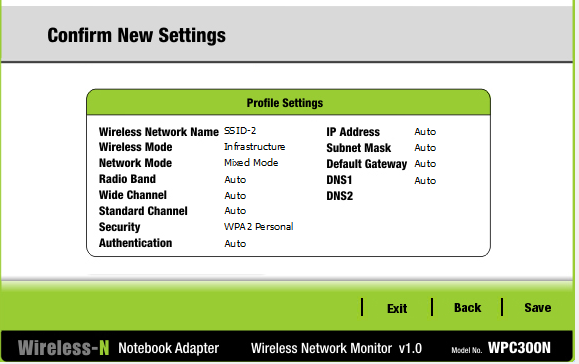 Confirm New Settings
Profile Settings
Wireless Network Name SSID-2 IP Address Auto
Wireless Mode Infrastructure Subnet Mask Auto
Network Mode Mixed Mode Default Gateway Auto
Radio Band Auto DNS1 Auto
Wide Channel Auto DNS2
Standard Channel Auto
Security WPA2 Personal
Authentication Auto
Exit Back Save
Wireless-N Notebook Adapter Wireless Network Monitor v1.0 Model No. WPC300N